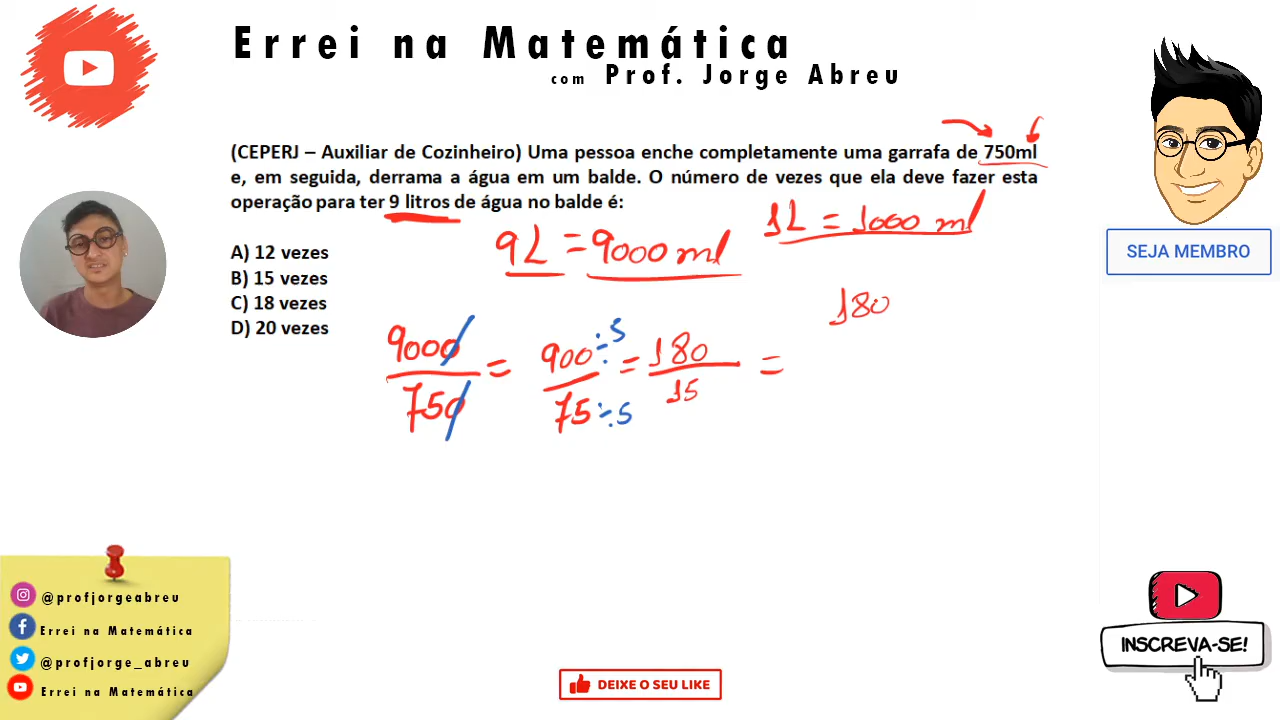 Errei na Matemática
com Prof. Jorge Abreu
(CEPERJ – Auxiliar de Cozinheiro) Uma pessoa enche completamente uma garrafa de 750ml
e, em seguida, derrama a água em um balde. O número de vezes que ela deve fazer esta
operação para ter 9 litros de água no balde é:
A) 12 vezes
B) 15 vezes
C) 18 vezes
D) 20 vezes
1L = 1000 ml
9L = 9000 ml
180
9000/750 = 900÷5/75÷5 = 180/15 =
SEJA MEMBRO
@profjorgeabreu
Errei na Matemática
@profjorge_abreu
Errei na Matemática
DEIXE O SEU LIKE
INSCREVA-SE!